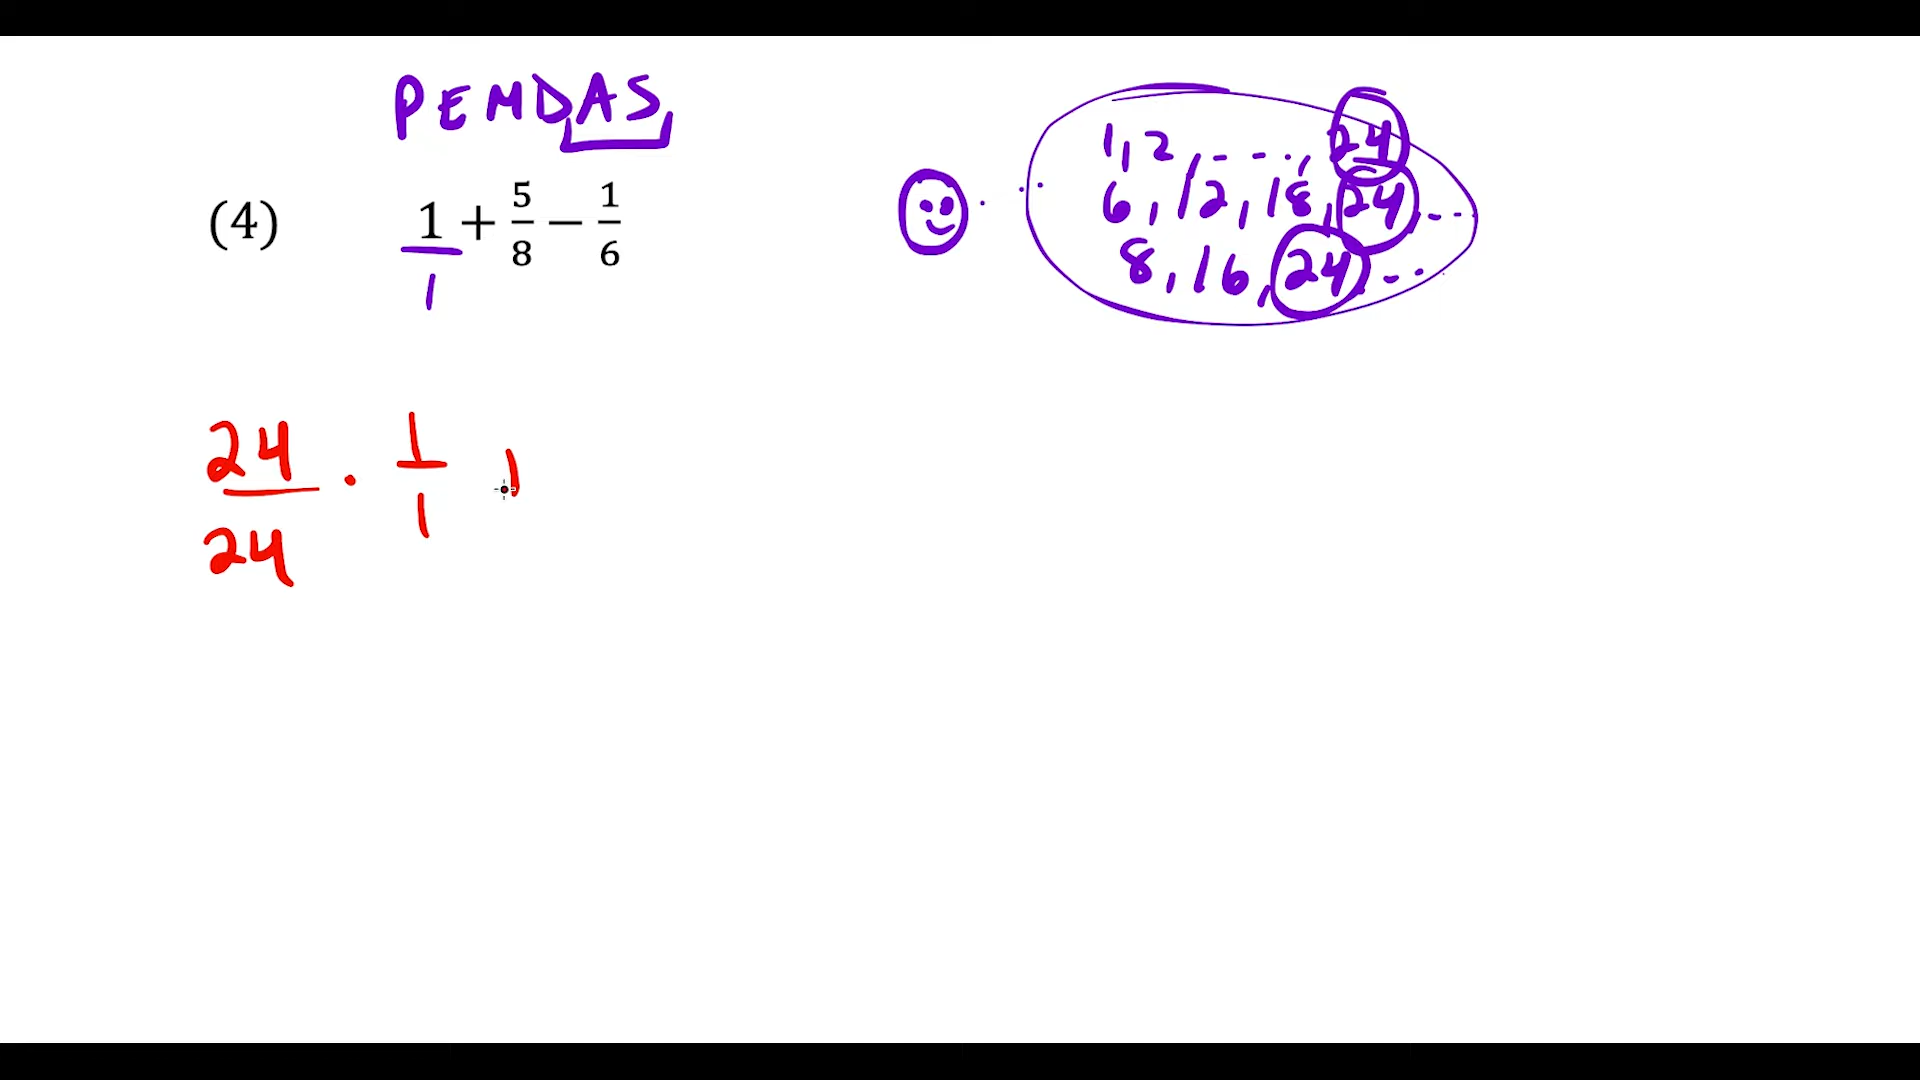 PEMDAS
(4) 1/1 + 5/8 − 1/6
1, 2, - - . , 24
6, 12, 18, 24, - - .
8, 16, 24, - .
24/24 · 1/1